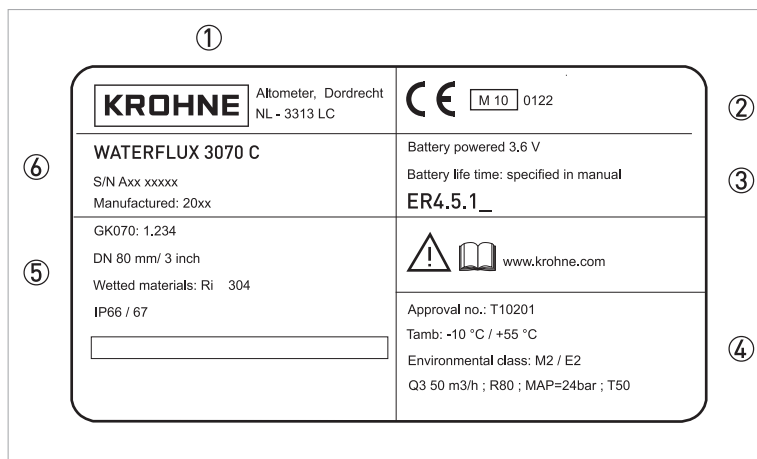 ①
KROHNE
Altometer, Dordrecht
NL - 3313 LC
CE M 10 0122
②
⑥
WATERFLUX 3070 C
S/N Axx xxxxx
Manufactured: 20xx
Battery powered 3.6 V
Battery life time: specified in manual
ER4.5.1_
③
⑤
GK070: 1.234
DN 80 mm/ 3 inch
Wetted materials: Ri 304
IP66 / 67
www.krohne.com
Approval no.: T10201
Tamb: -10 °C / +55 °C
Environmental class: M2 / E2
Q3 50 m3/h ; R80 ; MAP=24bar ; T50
④